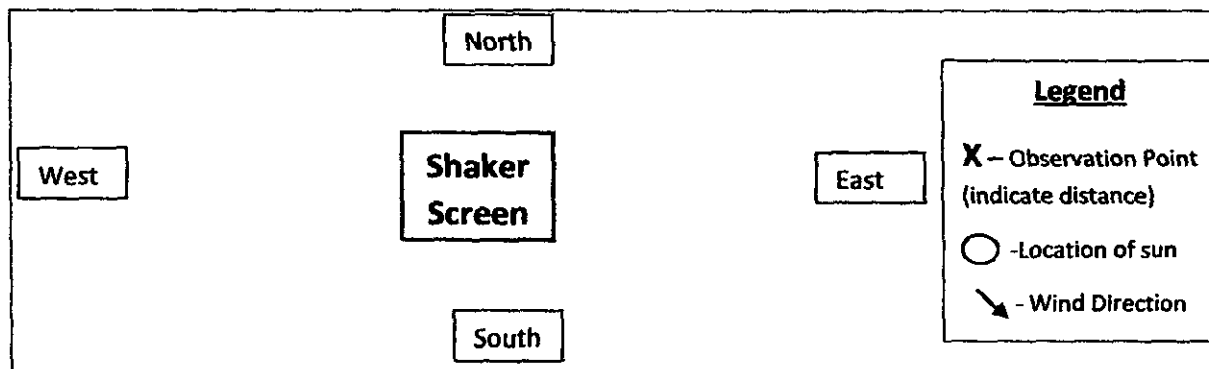 North
West
Shaker
Screen
East
South
Legend
X – Observation Point
(indicate distance)
-Location of sun
- Wind Direction